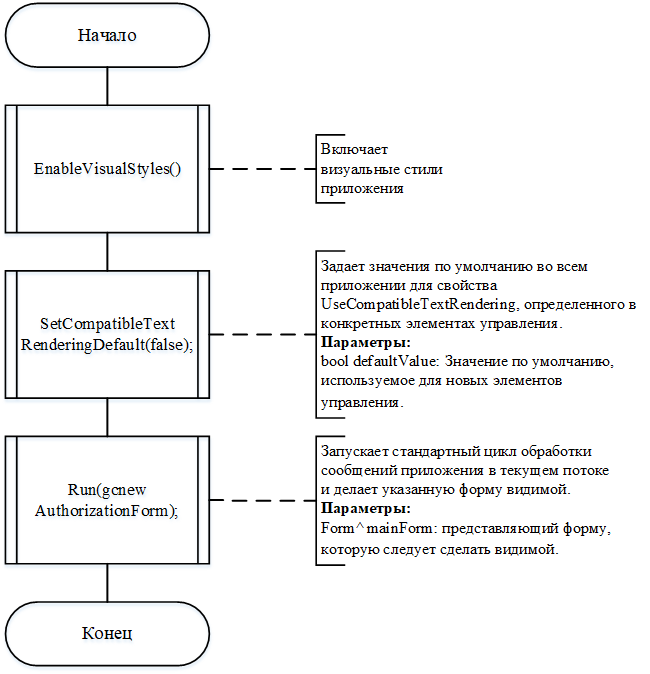 Начало
EnableVisualStyles()
Включает
визуальные стили
приложения
SetCompatibleText
RenderingDefault(false);
Задает значения по умолчанию во всем
приложении для свойства
UseCompatibleTextRendering, определенного в
конкретных элементах управления.
Параметры:
bool defaultValue: Значение по умолчанию,
используемое для новых элементов
управления.
Run(gcnew
AuthorizationForm);
Запускает стандартный цикл обработки
сообщений приложения в текущем потоке
и делает указанную форму видимой.
Параметры:
Form^ mainForm: представляющий форму,
которую следует сделать видимой.
Конец